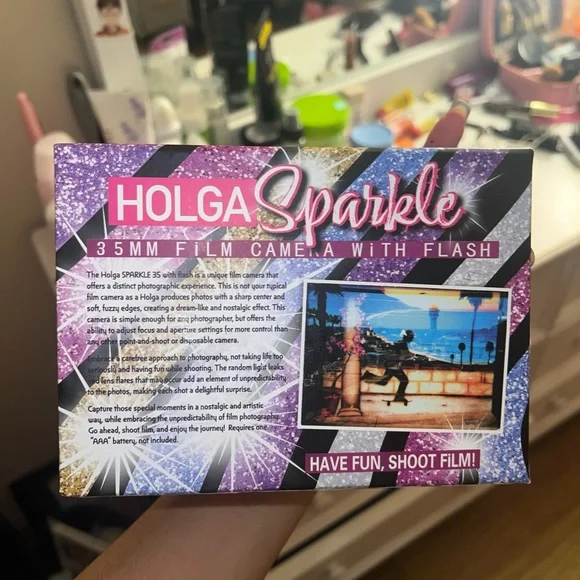 HOLGA Sparkle
35MM FiLM CAMERA WiTH FLASH
The Holga SPARKLE 35 with flash is a unique film camera that
offers a distinct photographic experience. This is not your typical
film camera as a Holga produces photos with a sharp center and
soft, fuzzy edges, creating a dream-like and nostalgic effect. This
camera is simple enough for any photographer, but offers the
ability to adjust focus and aperture settings for more control than
any other point-and-shoot or disposable camera.
Embrace a carefree approach to photography, not taking life too
seriously and having fun while shooting. The random light leaks
and lens flares that may occur add an element of unpredictability
to the photos, making each shot a delightful surprise.
Capture those special moments in a nostalgic and artistic
way, while embracing the unpredictability of film photography.
Go ahead, shoot film, and enjoy the journey! Requires one
"AAA" battery, not included.
HAVE FUN, SHOOT FiLM!